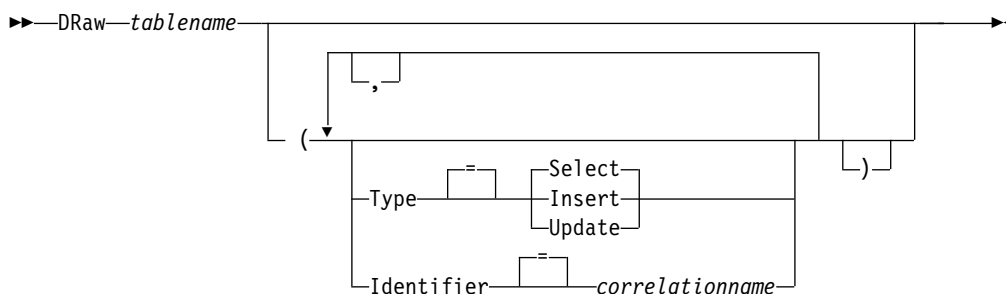 DRaw tablename
,
(
)
Type = Select
Insert
Update
Identifier = correlationname